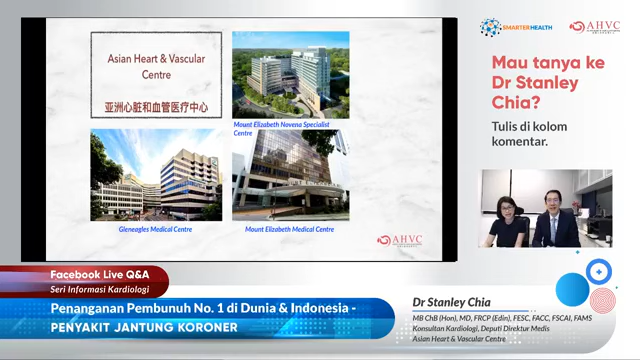 Asian Heart & Vascular
Centre
亚洲心脏和血管医疗中心
Mount Elizabeth Novena Specialist
Centre
Gleneagles Medical Centre
Mount Elizabeth Medical Centre
AHVC
SMARTERHEALTH
AHVC
Mau tanya ke
Dr Stanley
Chia?
Tulis di kolom
komentar.
Facebook Live Q&A
Seri Informasi Kardiologi
Penanganan Pembunuh No. 1 di Dunia & Indonesia -
PENYAKIT JANTUNG KORONER
Dr Stanley Chia
MB ChB (Hon), MD, FRCP (Edin), FESC, FACC, FSCAI, FAMS
Konsultan Kardiologi, Deputi Direktur Medis
Asian Heart & Vascular Centre